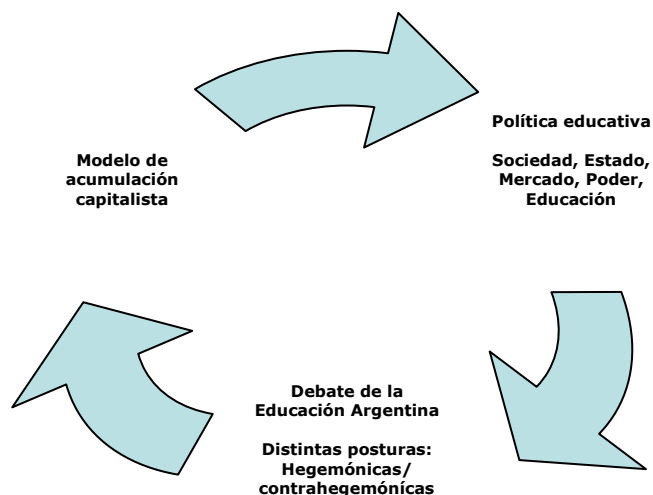 Política educativa
Sociedad, Estado,
Mercado, Poder,
Educación
Modelo de
acumulación
capitalista
Debate de la
Educación Argentina
Distintas posturas:
Hegemónicas/
contrahegemónícas